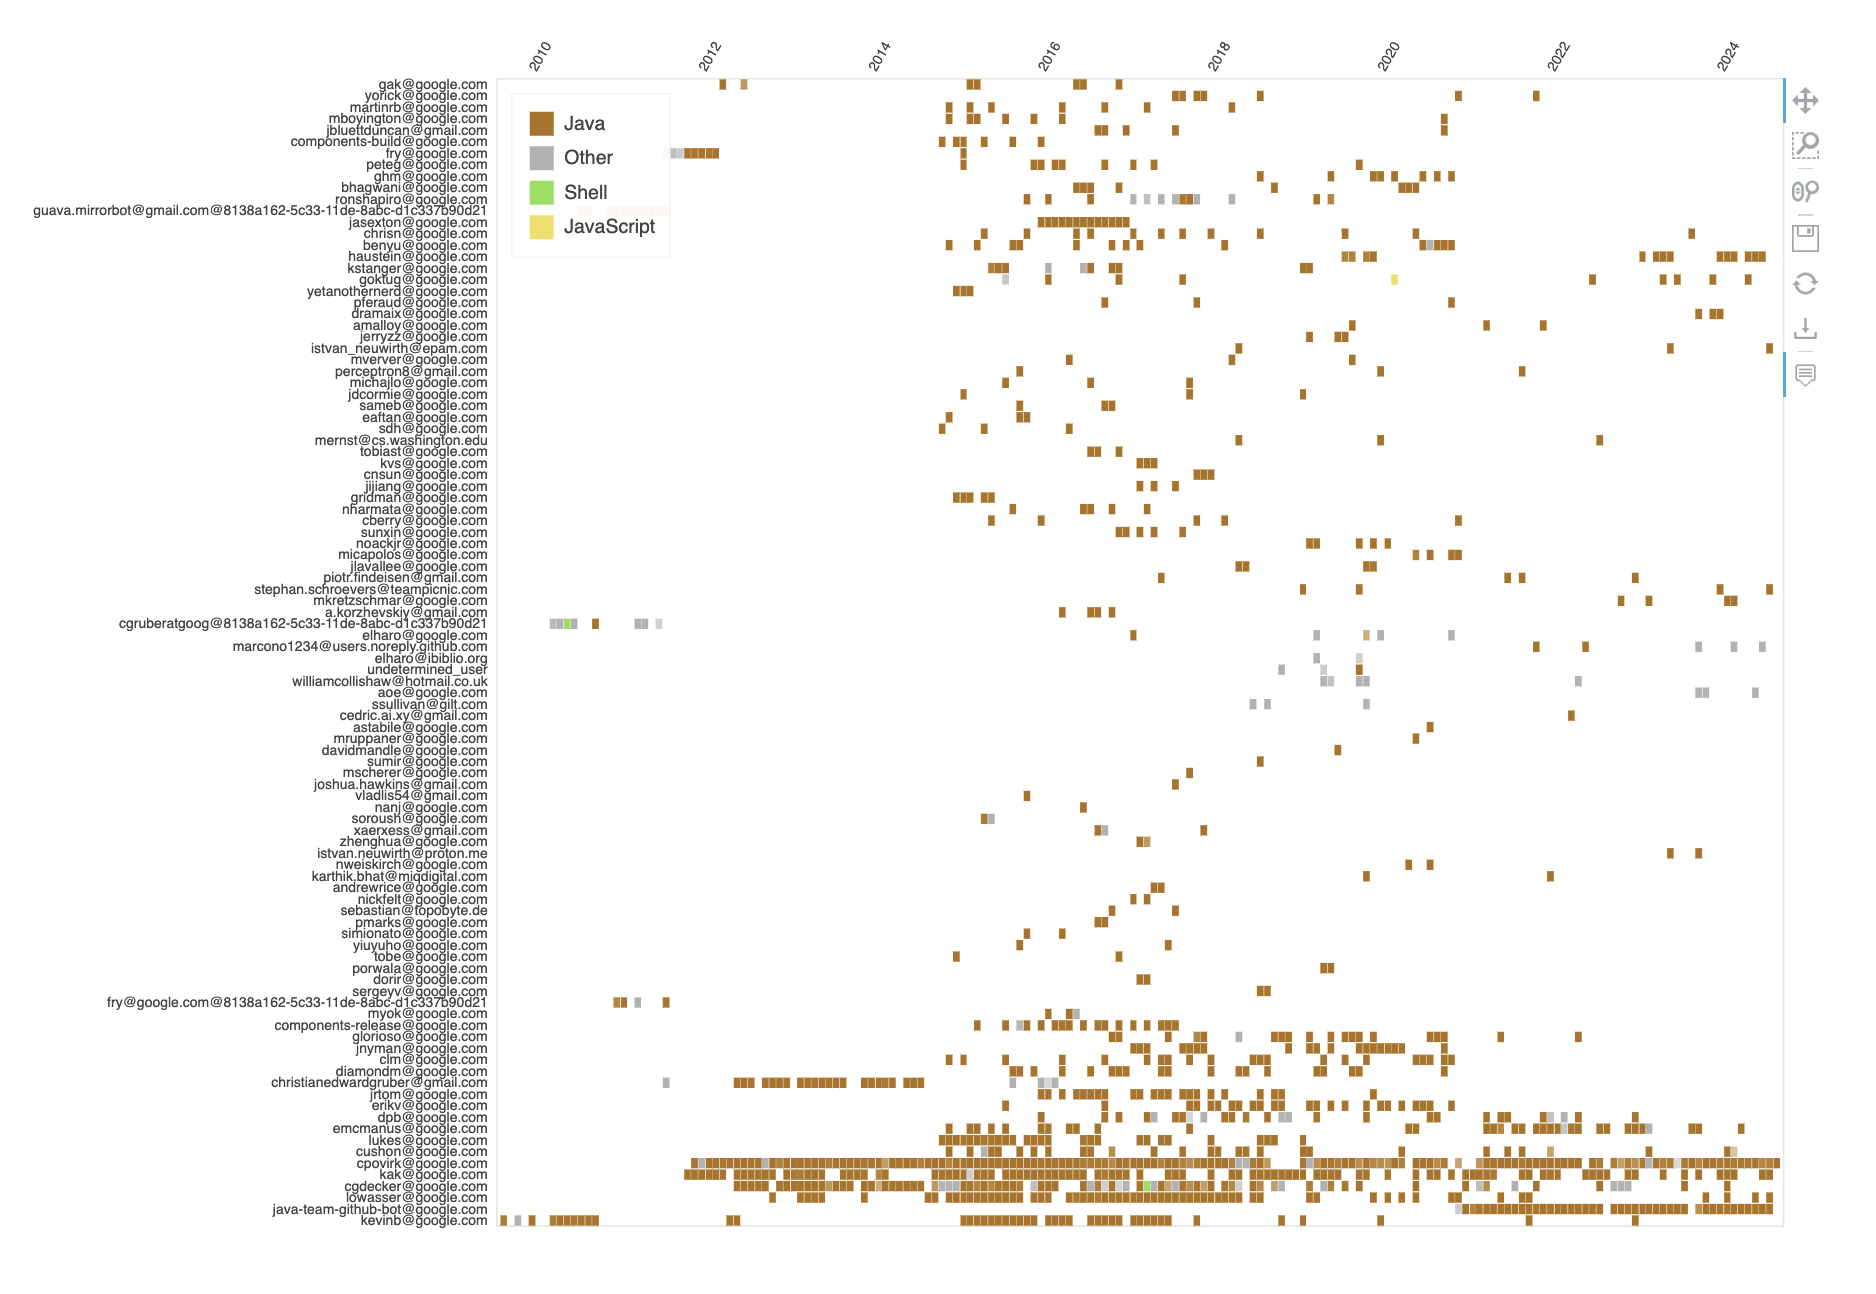 2010 2012 2014 2016 2018 2020 2022 2024
gak@google.com
yorick@google.com
martinrb@google.com
mboyington@google.com
jbluettduncan@gmail.com
components-build@google.com
fry@google.com
peteg@google.com
ghm@google.com
bhagwani@google.com
ronshapiro@google.com
guava.mirrorbot@gmail.com@8138a162-5c33-11de-8abc-d1c337b90d21
jasexton@google.com
chrisn@google.com
benyu@google.com
haustein@google.com
kstanger@google.com
goktug@google.com
yetanothernerd@google.com
pferaud@google.com
dramaix@google.com
amalloy@google.com
jerryzz@google.com
istvan_neuwirth@epam.com
mverver@google.com
perceptron8@gmail.com
michajlo@google.com
jdcormie@google.com
sameb@google.com
eaftan@google.com
sdh@google.com
mernst@cs.washington.edu
tobiast@google.com
kvs@google.com
cnsun@google.com
jijiang@google.com
gridman@google.com
nharmata@google.com
cberry@google.com
sunxin@google.com
noackjr@google.com
micapolos@google.com
jlavallee@google.com
piotr.findeisen@gmail.com
stephan.schroevers@teampicnic.com
mkretzschmar@google.com
a.korzhevskiy@gmail.com
cgruberatgoog@8138a162-5c33-11de-8abc-d1c337b90d21
elharo@google.com
marcono1234@users.noreply.github.com
elharo@ibiblio.org
undetermined_user
williamcollishaw@hotmail.co.uk
aoe@google.com
ssullivan@gilt.com
cedric.ai.xy@gmail.com
astabile@google.com
mruppaner@google.com
davidmandle@google.com
sumir@google.com
mscherer@google.com
joshua.hawkins@gmail.com
vladis54@gmail.com
nanj@google.com
soroush@google.com
xaerxess@gmail.com
zhenghua@google.com
istvan.neuwirth@proton.me
nweiskirch@google.com
karthik.bhat@miqdigital.com
andrewrice@google.com
nickfelt@google.com
sebastian@topobyte.de
pmarks@google.com
simionato@google.com
yiuyuho@google.com
tobe@google.com
porwala@google.com
dorir@google.com
sergeyv@google.com
fry@google.com@8138a162-5c33-11de-8abc-d1c337b90d21
myok@google.com
components-release@google.com
glorioso@google.com
jnyman@google.com
clm@google.com
diamondm@google.com
christianedwardgruber@gmail.com
jrtom@google.com
erikv@google.com
dpb@google.com
emcmanus@google.com
lukes@google.com
cushon@google.com
cpovirk@google.com
kak@google.com
cgdecker@google.com
lowasser@google.com
java-team-github-bot@google.com
kevinb@google.com
Java
Other
Shell
JavaScript